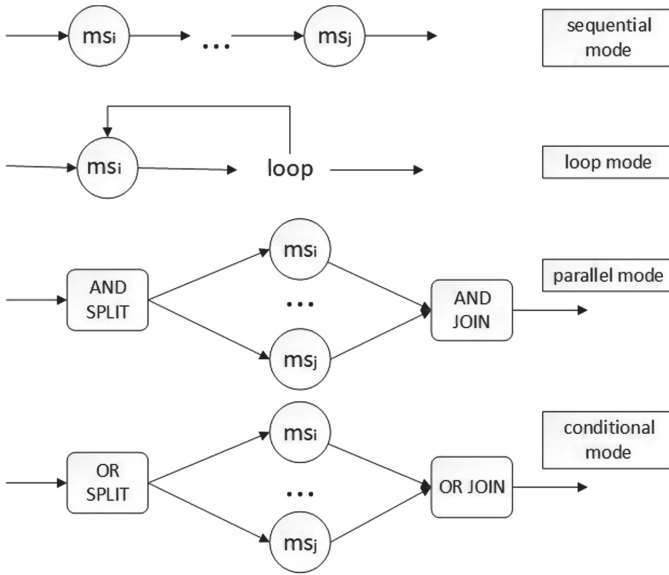 msi
...
msj
sequential
mode
msi
loop
loop mode
AND
SPLIT
msi
...
msj
AND
JOIN
parallel mode
OR
SPLIT
msi
...
msj
OR JOIN
conditional
mode